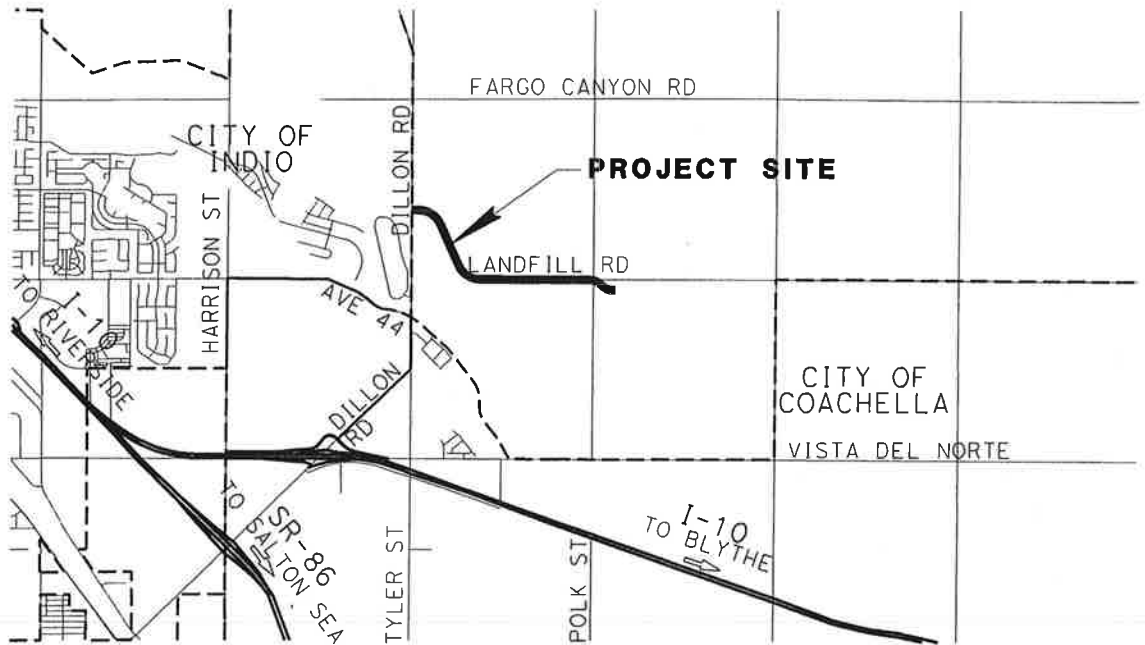 FARGO CANYON RD
CITY OF
INDIO
DILLON RD
PROJECT SITE
HARRISON ST
LANDFILL RD
AVE 44
I-10
TO RIVERSIDE
DILLON
RD
CITY OF
COACHELLA
VISTA DEL NORTE
SR-86
TO SALTON SEA
I-10
TO BLYTHE
TYLER ST
POLK ST